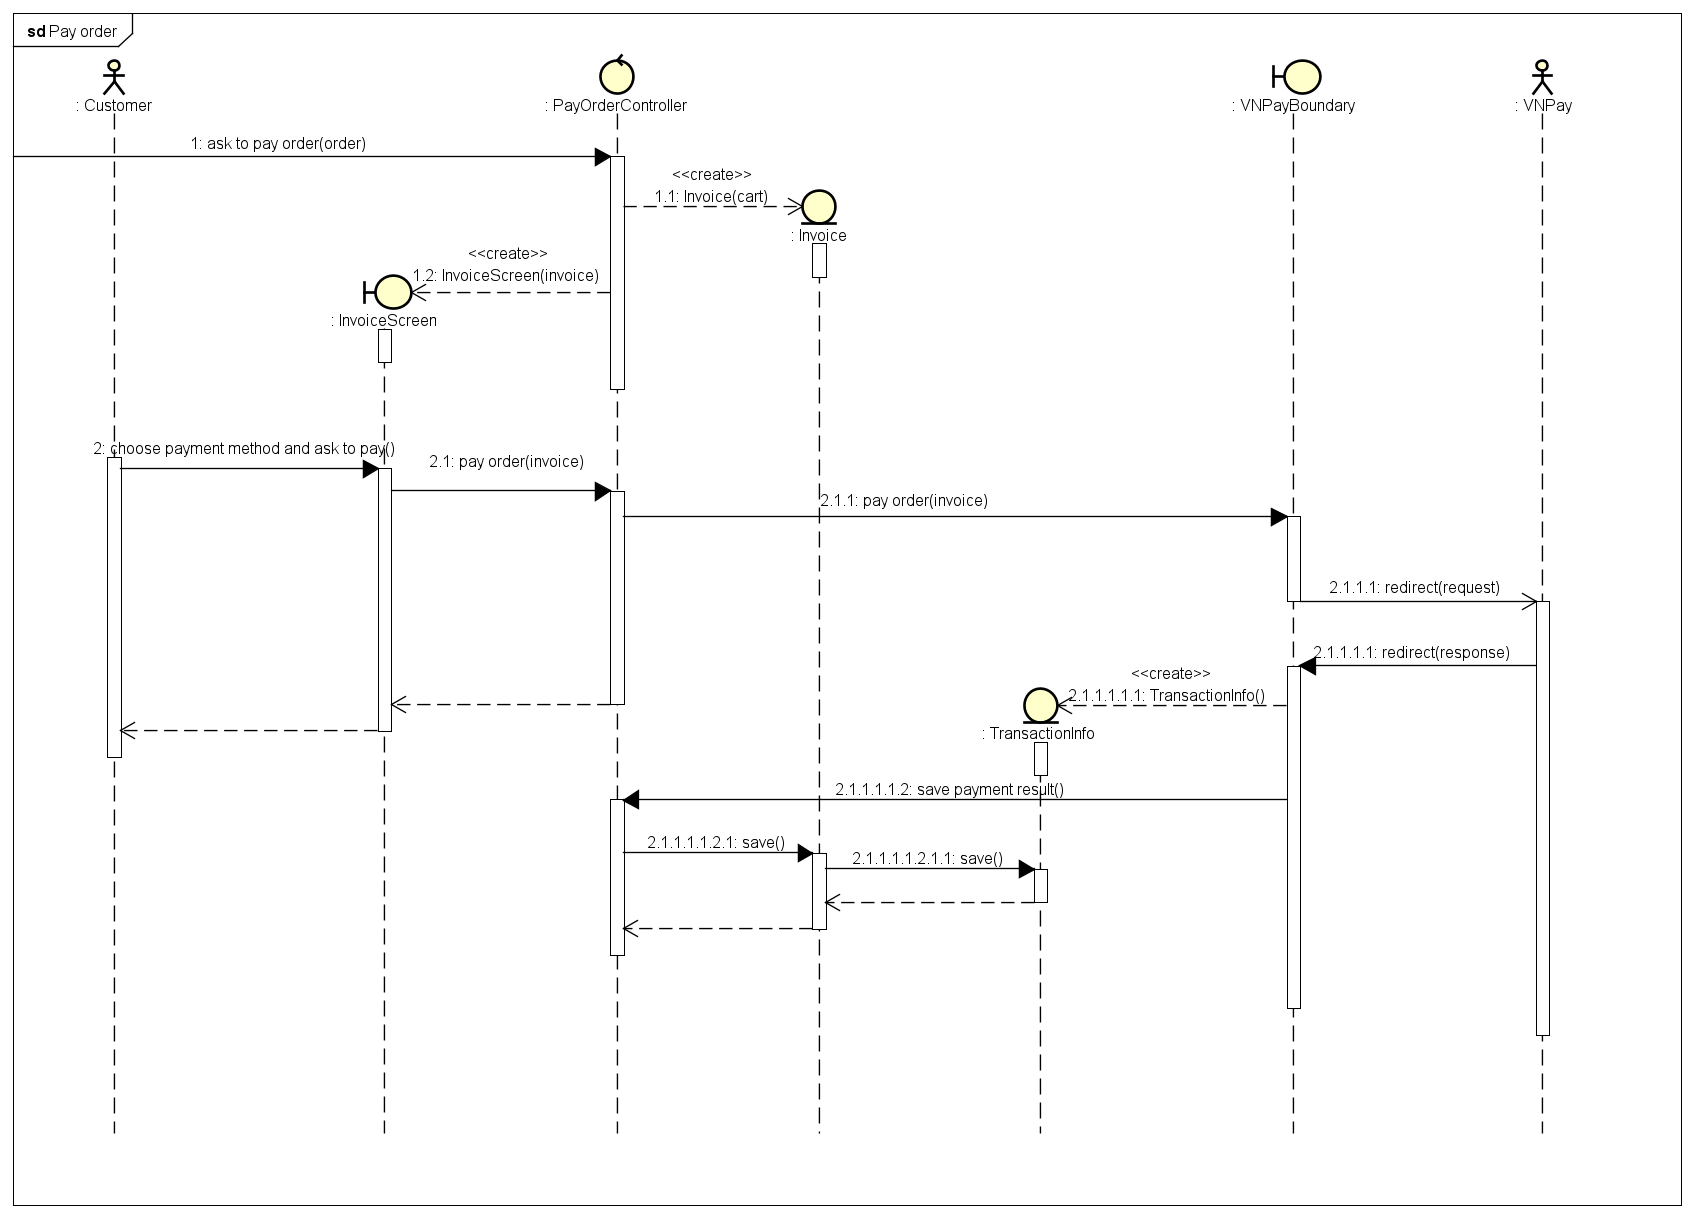 sd Pay order
: Customer
: PayOrderController
: VNPayBoundary
: VNPay
1: ask to pay order(order)
<<create>>
1.1: Invoice(cart)
: Invoice
<<create>>
1.2: InvoiceScreen(invoice)
: InvoiceScreen
2: choose payment method and ask to pay()
2.1: pay order(invoice)
2.1.1: pay order(invoice)
2.1.1.1: redirect(request)
2.1.1.1.1: redirect(response)
<<create>>
2.1.1.1.1.1: TransactionInfo()
: TransactionInfo
2.1.1.1.1.2: save payment result()
2.1.1.1.1.2.1: save()
2.1.1.1.1.2.1.1: save()